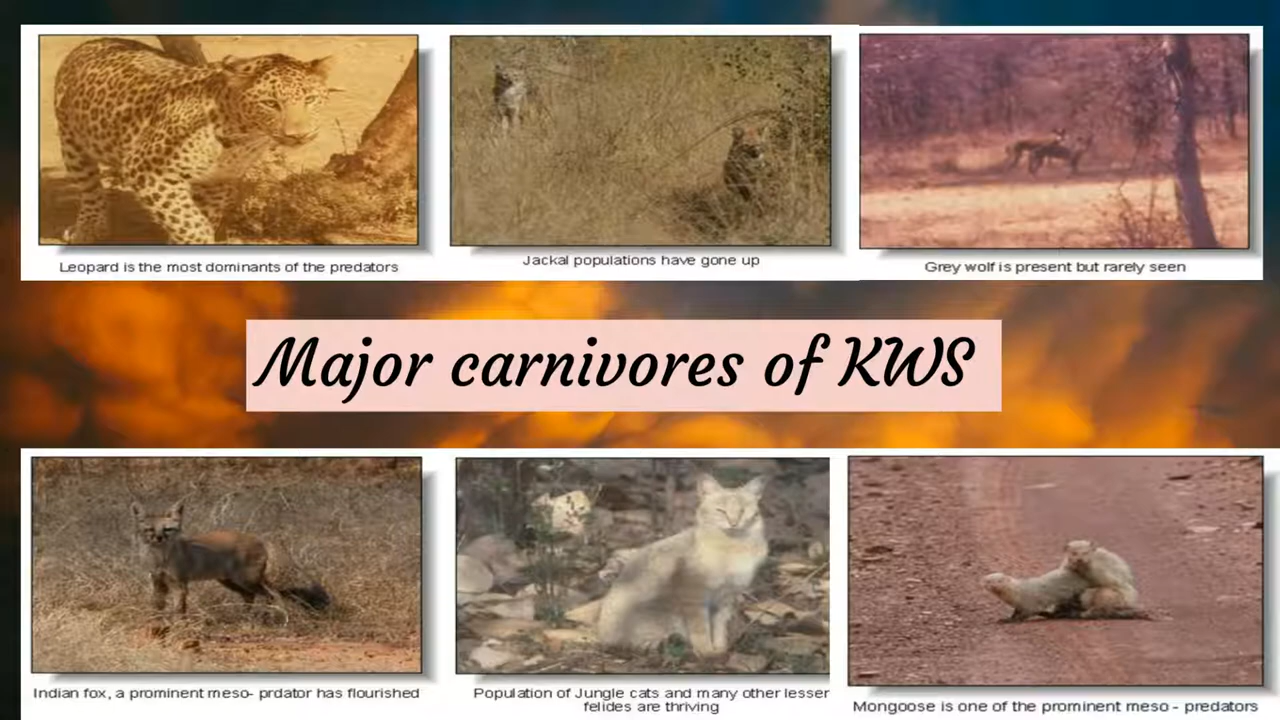 Leopard is the most dominants of the predators
Jackal populations have gone up
Grey wolf is present but rarely seen
Major carnivores of KWS
Indian fox, a prominent meso- prdator has flourished
Population of Jungle cats and many other lesser
felides are thriving
Mongoose is one of the prominent meso - predators